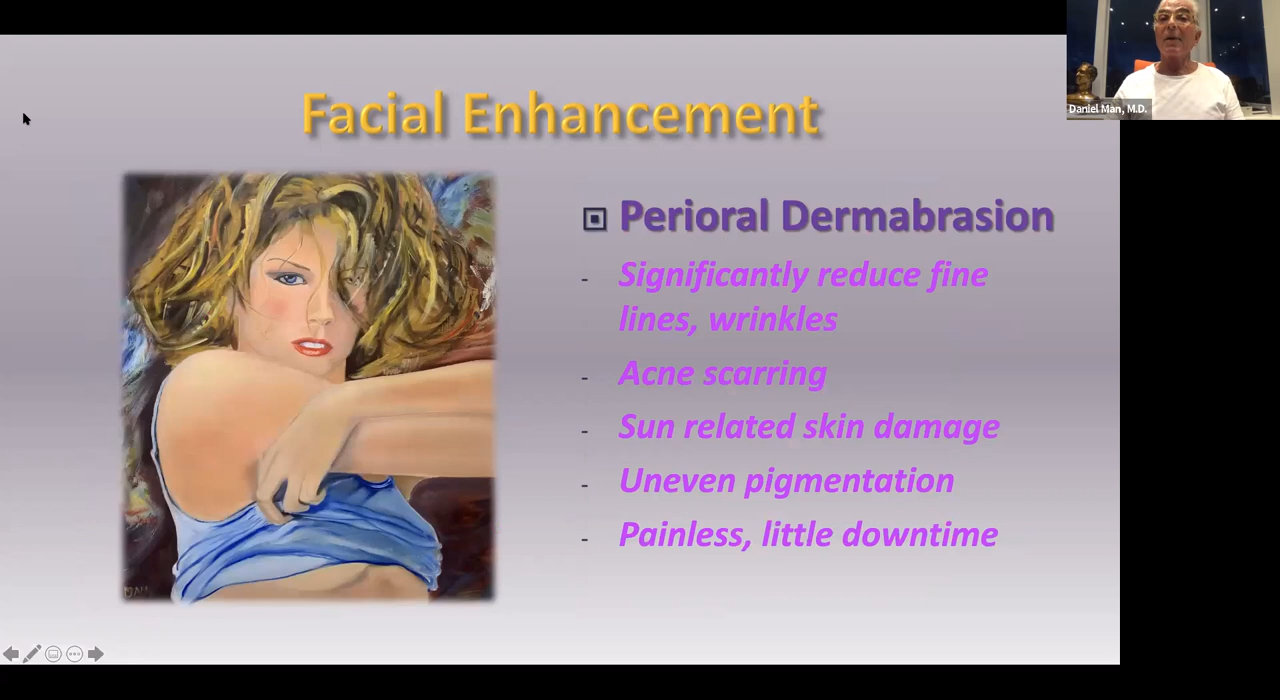 Facial Enhancement
Daniel Man, M.D.
Perioral Dermabrasion
- Significantly reduce fine
lines, wrinkles
- Acne scarring
- Sun related skin damage
- Uneven pigmentation
- Painless, little downtime